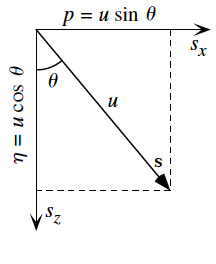 p = u sin θ
s_x
θ
u
η = u cos θ
s
s_z